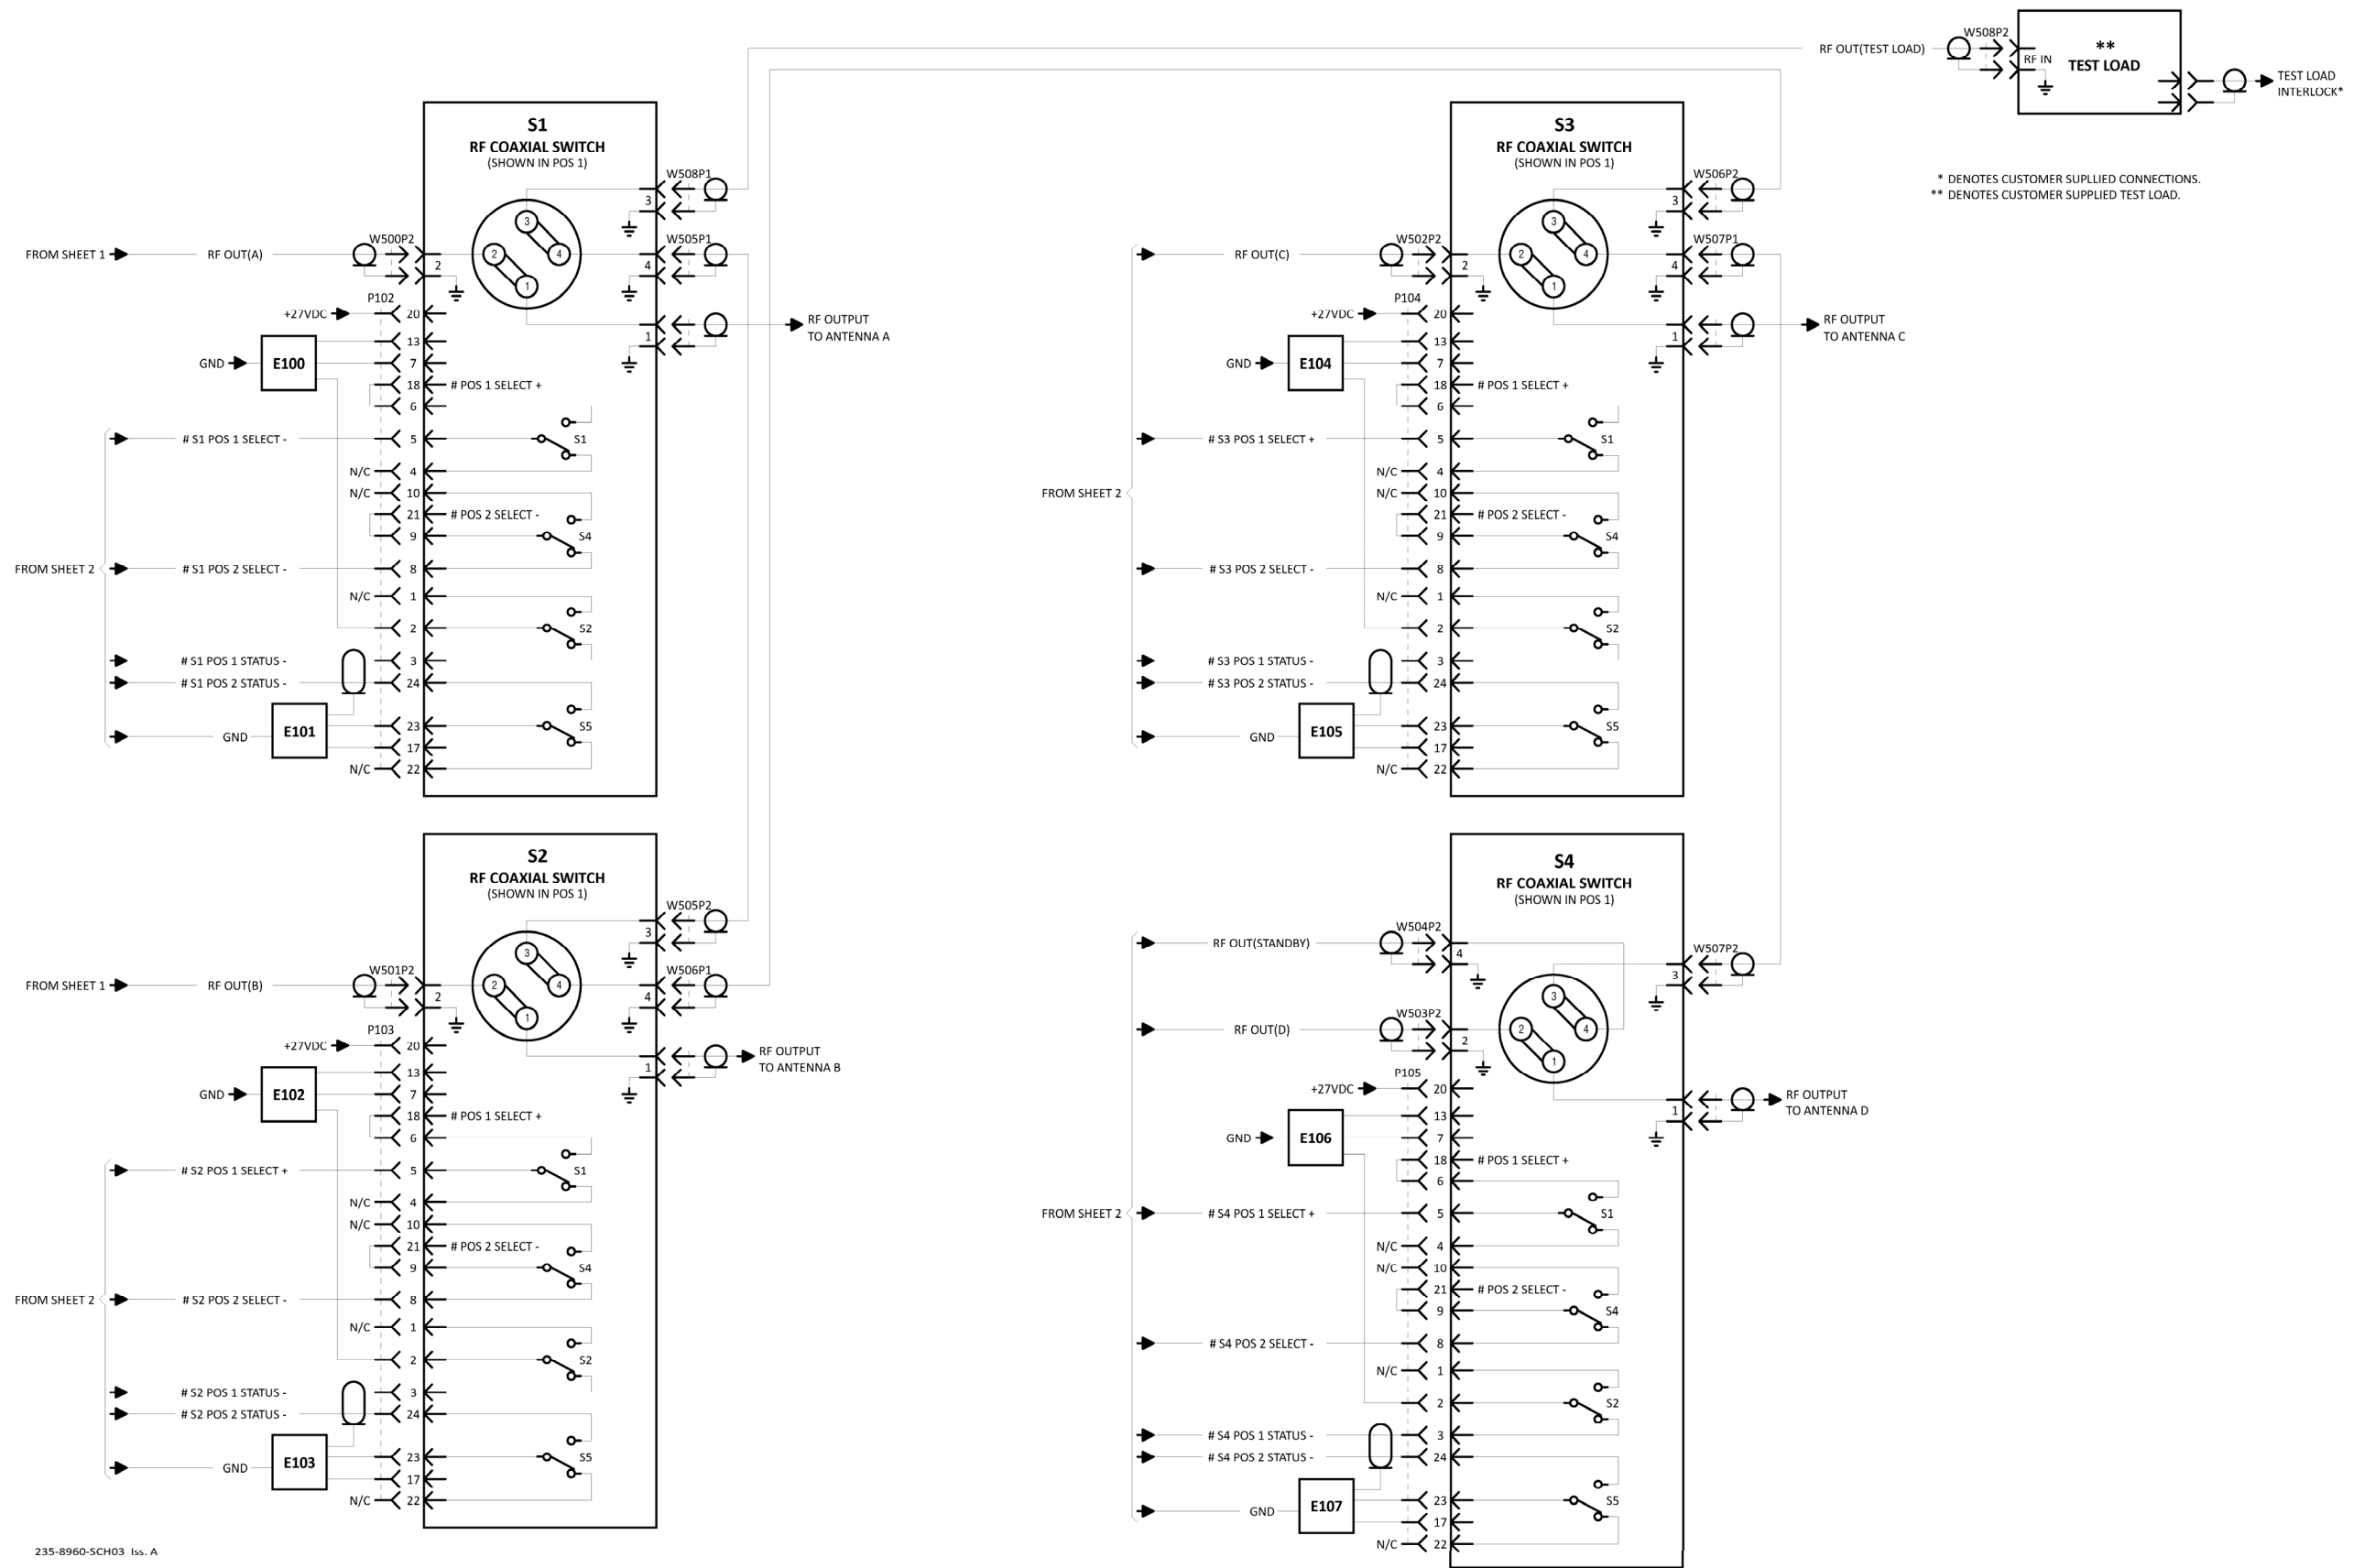 RF OUT(TEST LOAD)
W508P2
RF IN
**
TEST LOAD
TEST LOAD
INTERLOCK*
* DENOTES CUSTOMER SUPLLIED CONNECTIONS.
** DENOTES CUSTOMER SUPPLIED TEST LOAD.
S1
RF COAXIAL SWITCH
(SHOWN IN POS 1)
W508P1
3
W505P1
4
1
RF OUTPUT
TO ANTENNA A
3
2
4
1
FROM SHEET 1
RF OUT(A)
W500P2
2
P102
+27VDC
20
13
GND
E100
7
18
# POS 1 SELECT +
6
# S1 POS 1 SELECT -
5
S1
N/C
4
N/C
10
21
# POS 2 SELECT -
9
S4
FROM SHEET 2
# S1 POS 2 SELECT -
8
N/C
1
2
S2
# S1 POS 1 STATUS -
3
# S1 POS 2 STATUS -
24
GND
E101
23
S5
17
N/C
22
S3
RF COAXIAL SWITCH
(SHOWN IN POS 1)
W506P2
3
W507P1
4
1
RF OUTPUT
TO ANTENNA C
3
2
4
1
RF OUT(C)
W502P2
2
P104
+27VDC
20
13
GND
E104
7
18
# POS 1 SELECT +
6
# S3 POS 1 SELECT +
5
S1
N/C
4
FROM SHEET 2
N/C
10
21
# POS 2 SELECT -
9
S4
# S3 POS 2 SELECT -
8
N/C
1
2
S2
# S3 POS 1 STATUS -
3
# S3 POS 2 STATUS -
24
GND
E105
23
S5
17
N/C
22
S2
RF COAXIAL SWITCH
(SHOWN IN POS 1)
W505P2
3
W506P1
4
1
RF OUTPUT
TO ANTENNA B
3
2
4
1
FROM SHEET 1
RF OUT(B)
W501P2
2
P103
+27VDC
20
13
GND
E102
7
18
# POS 1 SELECT +
6
# S2 POS 1 SELECT +
5
S1
N/C
4
N/C
10
21
# POS 2 SELECT -
9
S4
FROM SHEET 2
# S2 POS 2 SELECT -
8
N/C
1
2
S2
# S2 POS 1 STATUS -
3
# S2 POS 2 STATUS -
24
GND
E103
23
S5
17
N/C
22
S4
RF COAXIAL SWITCH
(SHOWN IN POS 1)
RF OUT(STANDBY)
W504P2
4
W507P2
3
3
2
4
1
RF OUT(D)
W503P2
2
1
RF OUTPUT
TO ANTENNA D
P105
+27VDC
20
13
GND
E106
7
18
# POS 1 SELECT +
6
FROM SHEET 2
# S4 POS 1 SELECT +
5
S1
N/C
4
N/C
10
21
# POS 2 SELECT -
9
S4
# S4 POS 2 SELECT -
8
N/C
1
2
S2
# S4 POS 1 STATUS -
3
# S4 POS 2 STATUS -
24
GND
E107
23
S5
17
N/C
22
235-8960-SCH03 Iss. A